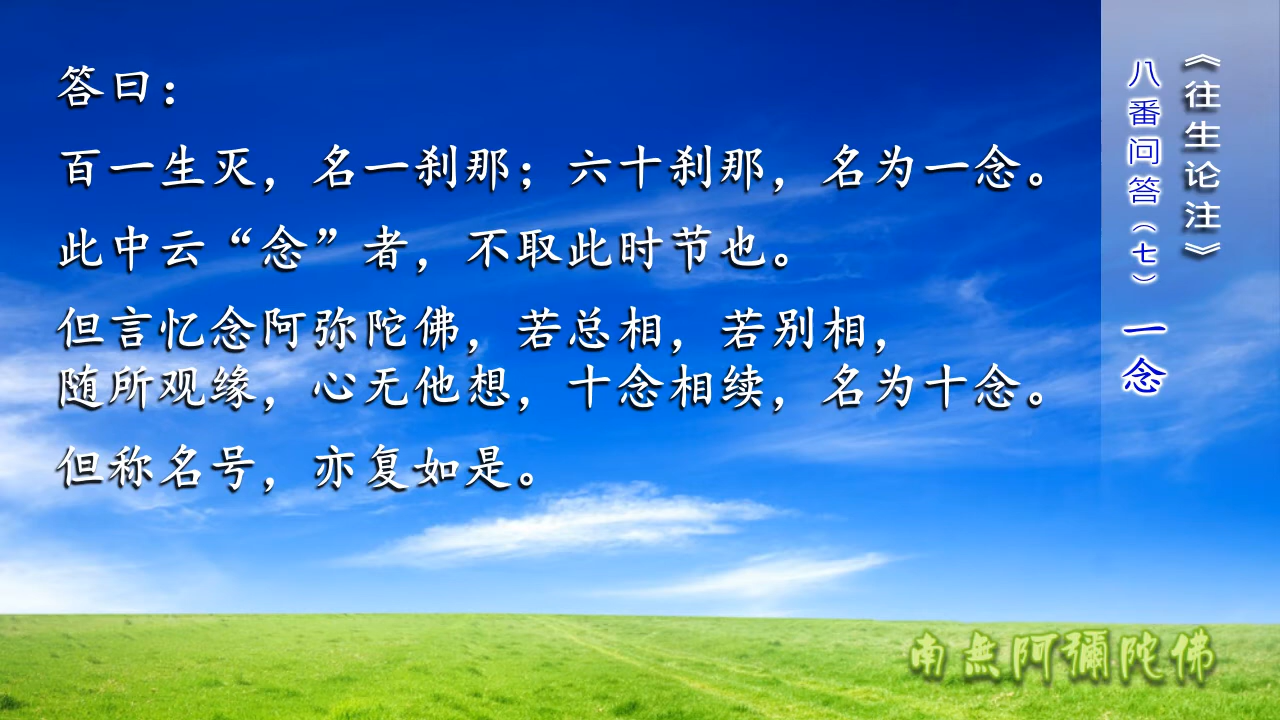 答曰：
百一生灭，名一刹那；六十刹那，名为一念。
此中云“念”者，不取此时节也。
但言忆念阿弥陀佛，若总相，若别相，
随所观缘，心无他想，十念相续，名为十念。
但称名号，亦复如是。
《往生论注》
八番问答（七） 一念
南無阿彌陀佛